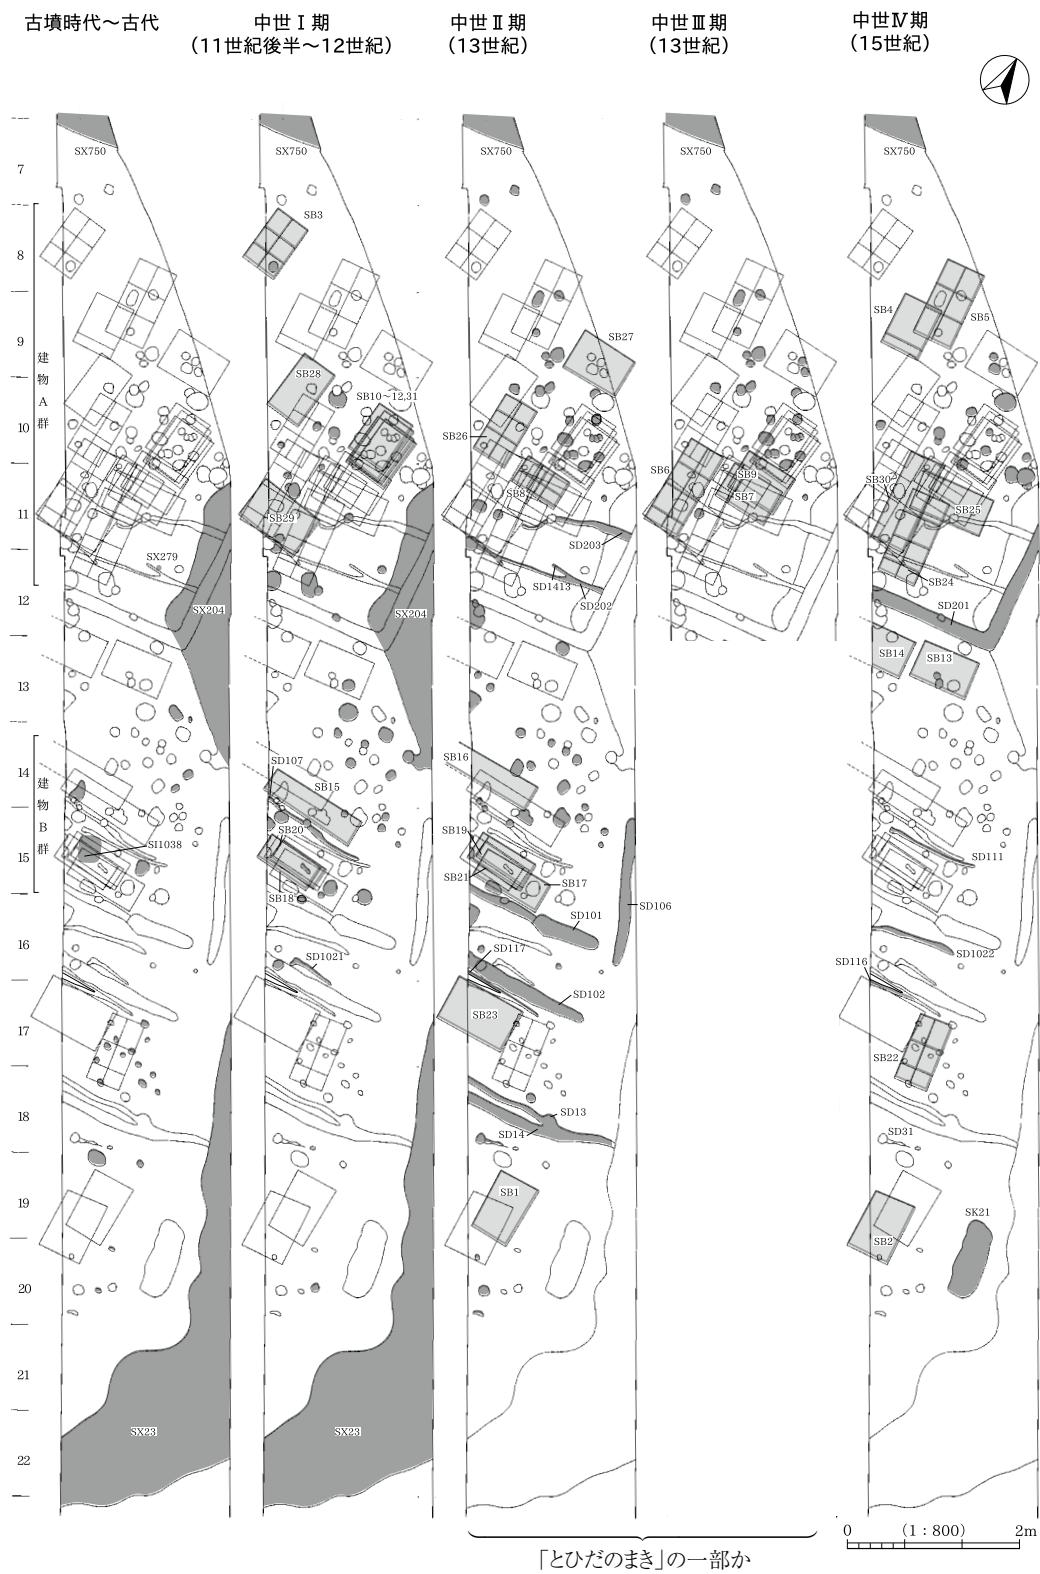 古墳時代～古代
中世Ⅰ期
（11世紀後半～12世紀）
中世Ⅱ期
（13世紀）
中世Ⅲ期
（13世紀）
中世Ⅳ期
（15世紀）
7
8
9
10
11
12
13
14
15
16
17
18
19
20
21
22
建物A群
建物B群
SX750
SX279
SX204
SI1038
SX23
SX750
SB3
SB28
SB10～12,31
SB29
SX204
SD107
SB15
SB20
SB18
SD1021
SX23
SX750
SB27
SB26
SB8
SD203
SD1413
SD202
SB16
SB19
SB21
SB17
SD101
SD106
SD117
SD102
SB23
SD13
SD14
SB1
SX750
SB6
SB9
SB7
SX750
SB4
SB5
SB30
SB25
SB24
SD201
SB14
SB13
SD111
SD1022
SD116
SB22
SD31
SK21
SB2
0 （1：800） 2m
「とひだのまき」の一部か